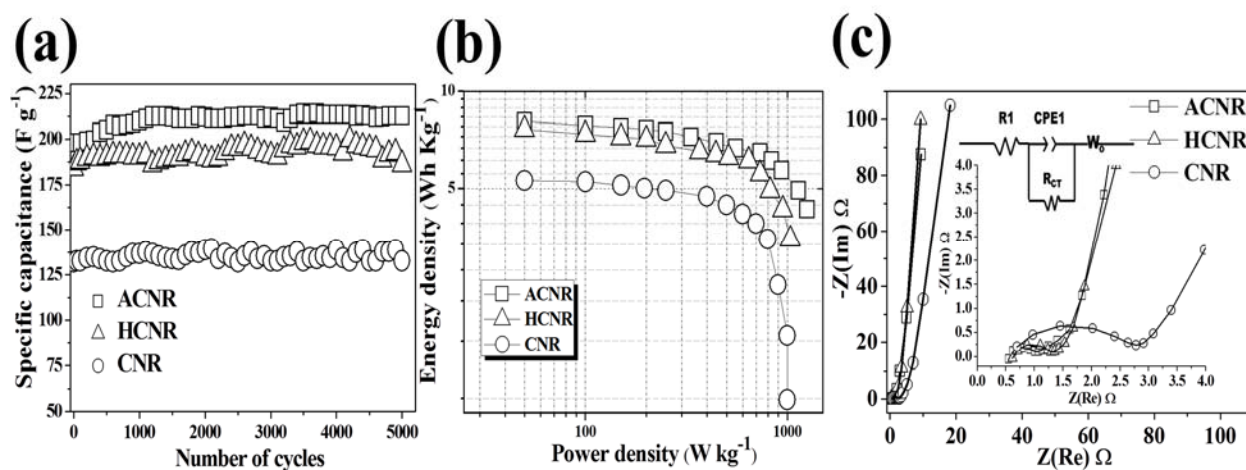 (a)
Specific capacitance (F g-1)
225
200
175
150
125
100
75
50
ACNR
HCNR
CNR
0 1000 2000 3000 4000 5000
Number of cycles
(b)
Energy density (Wh Kg-1)
10
5
ACNR
HCNR
CNR
100 1000
Power density (W kg-1)
(c)
-Z(Im) Ω
100
80
60
40
20
0
R1 CPE1 Wo
RCT
ACNR
HCNR
CNR
-Z(Im) Ω
4.0
3.5
3.0
2.5
2.0
1.5
1.0
0.5
0.0
0.0 0.5 1.0 1.5 2.0 2.5 3.0 3.5 4.0
Z(Re) Ω
0 20 40 60 80 100
Z(Re) Ω